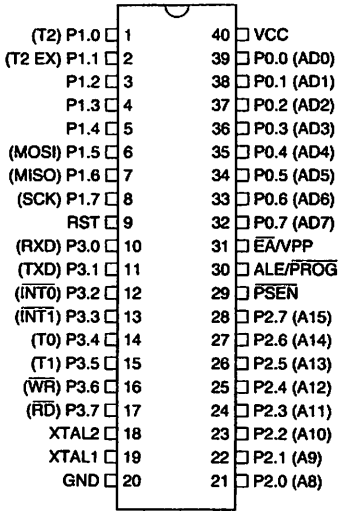 (T2) P1.0 1 40 VCC
(T2 EX) P1.1 2 39 P0.0 (AD0)
P1.2 3 38 P0.1 (AD1)
P1.3 4 37 P0.2 (AD2)
P1.4 5 36 P0.3 (AD3)
(MOSI) P1.5 6 35 P0.4 (AD4)
(MISO) P1.6 7 34 P0.5 (AD5)
(SCK) P1.7 8 33 P0.6 (AD6)
RST 9 32 P0.7 (AD7)
(RXD) P3.0 10 31 E̅A̅/VPP
(TXD) P3.1 11 30 ALE/P̅R̅O̅G̅
(I̅N̅T̅0̅) P3.2 12 29 P̅S̅E̅N̅
(I̅N̅T̅1̅) P3.3 13 28 P2.7 (A15)
(T0) P3.4 14 27 P2.6 (A14)
(T1) P3.5 15 26 P2.5 (A13)
(W̅R̅) P3.6 16 25 P2.4 (A12)
(R̅D̅) P3.7 17 24 P2.3 (A11)
XTAL2 18 23 P2.2 (A10)
XTAL1 19 22 P2.1 (A9)
GND 20 21 P2.0 (A8)